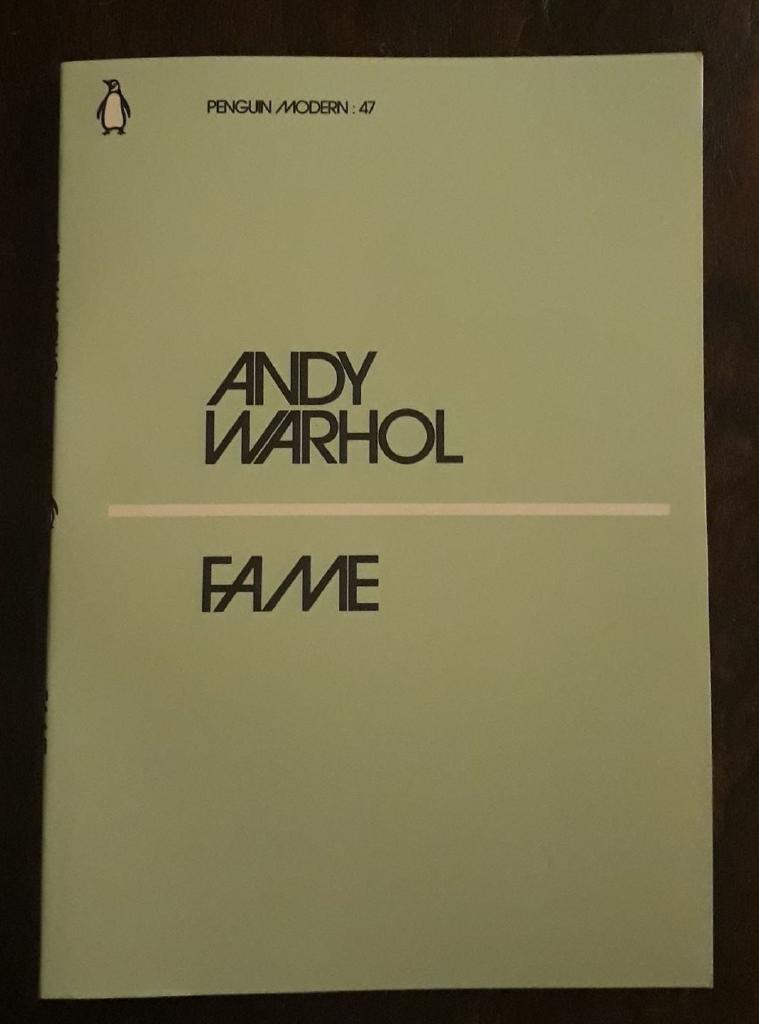 PENGUIN MODERN : 47
ANDY
WARHOL
FAME